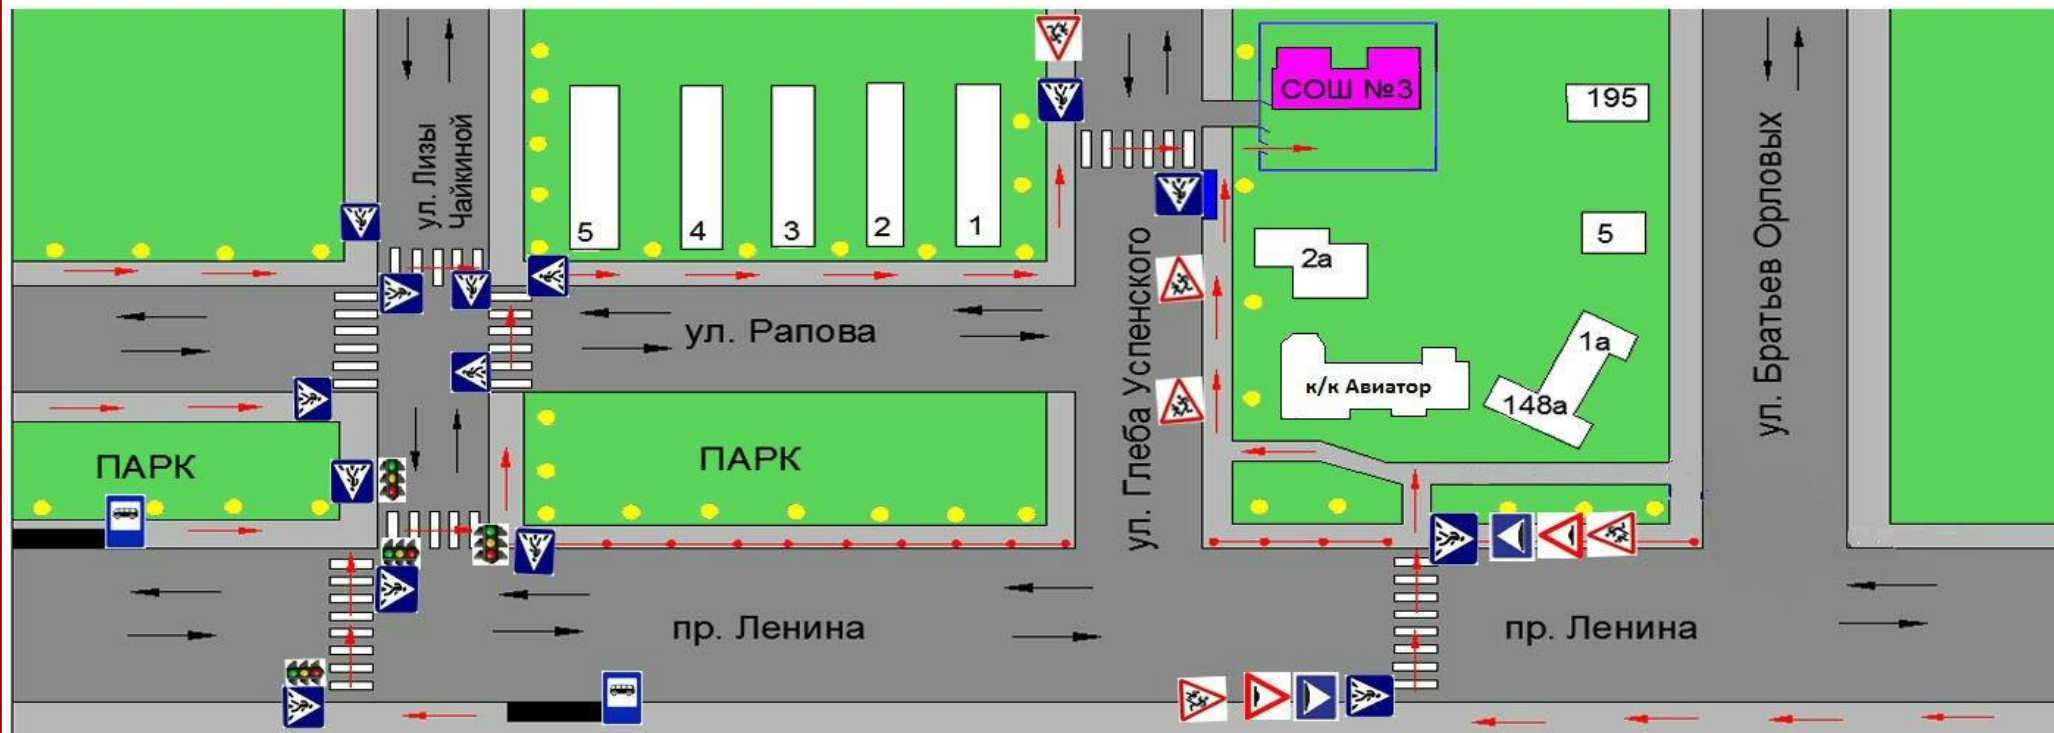 ул. Лизы
Чайкиной
5
4
3
2
1
СОШ №3
195
5
2а
1а
148а
к/к Авиатор
ул. Братьев Орловых
ул. Глеба Успенского
ул. Рапова
ПАРК
ПАРК
пр. Ленина
пр. Ленина